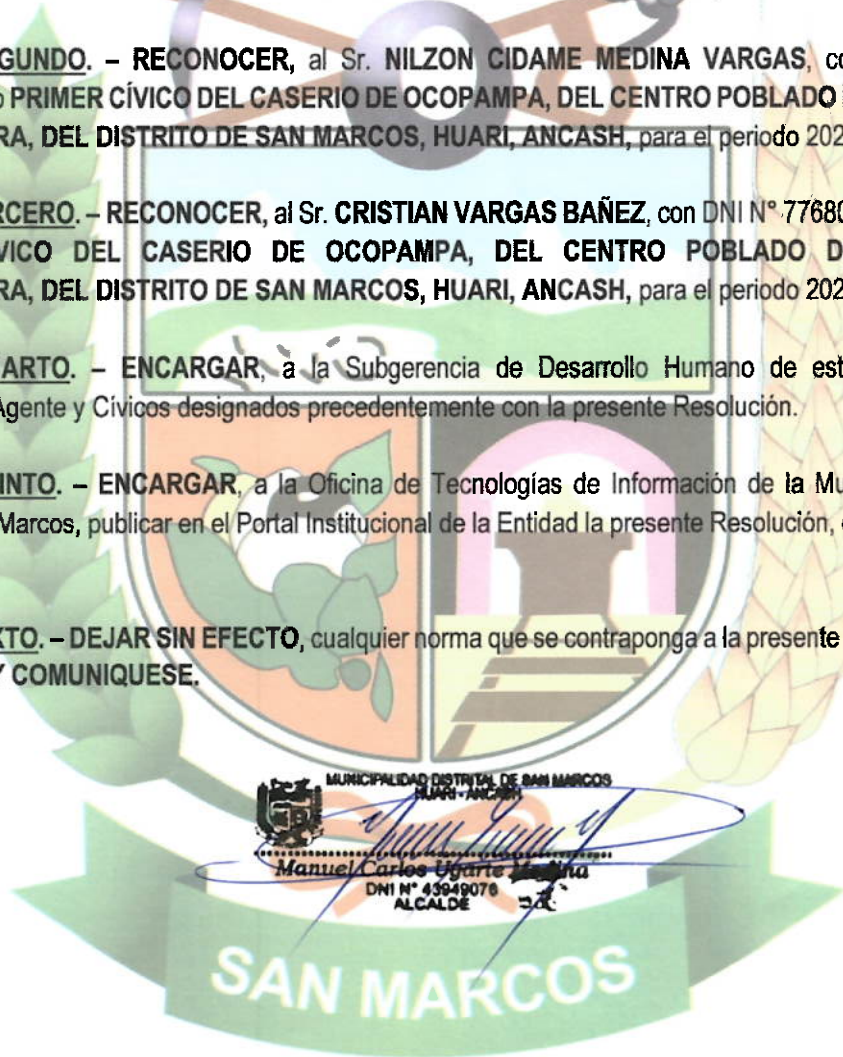 GUNDO. – RECONOCER, al Sr. NILZON CIDAME MEDINA VARGAS, co
PRIMER CÍVICO DEL CASERIO DE OCOPAMPA, DEL CENTRO POBLADO
RA, DEL DISTRITO DE SAN MARCOS, HUARI, ANCASH, para el periodo 202
RCERO. – RECONOCER, al Sr. CRISTIAN VARGAS BAÑEZ, con DNI N° 77680
VICO DEL CASERIO DE OCOPAMPA, DEL CENTRO POBLADO D
RA, DEL DISTRITO DE SAN MARCOS, HUARI, ANCASH, para el periodo 202
ARTO. – ENCARGAR, a la Subgerencia de Desarrollo Humano de est
Agente y Cívicos designados precedentemente con la presente Resolución.
INTO. – ENCARGAR, a la Oficina de Tecnologías de Información de la Mu
Marcos, publicar en el Portal Institucional de la Entidad la presente Resolución,
XTO. – DEJAR SIN EFECTO, cualquier norma que se contraponga a la presente
Y COMUNIQUESE.
MUNICIPALIDAD DISTRITAL DE SAN MARCOS
HUARI - ANCASH
Manuel Carlos Ugarte Medina
DNI N° 43949076
ALCALDE
SAN MARCOS